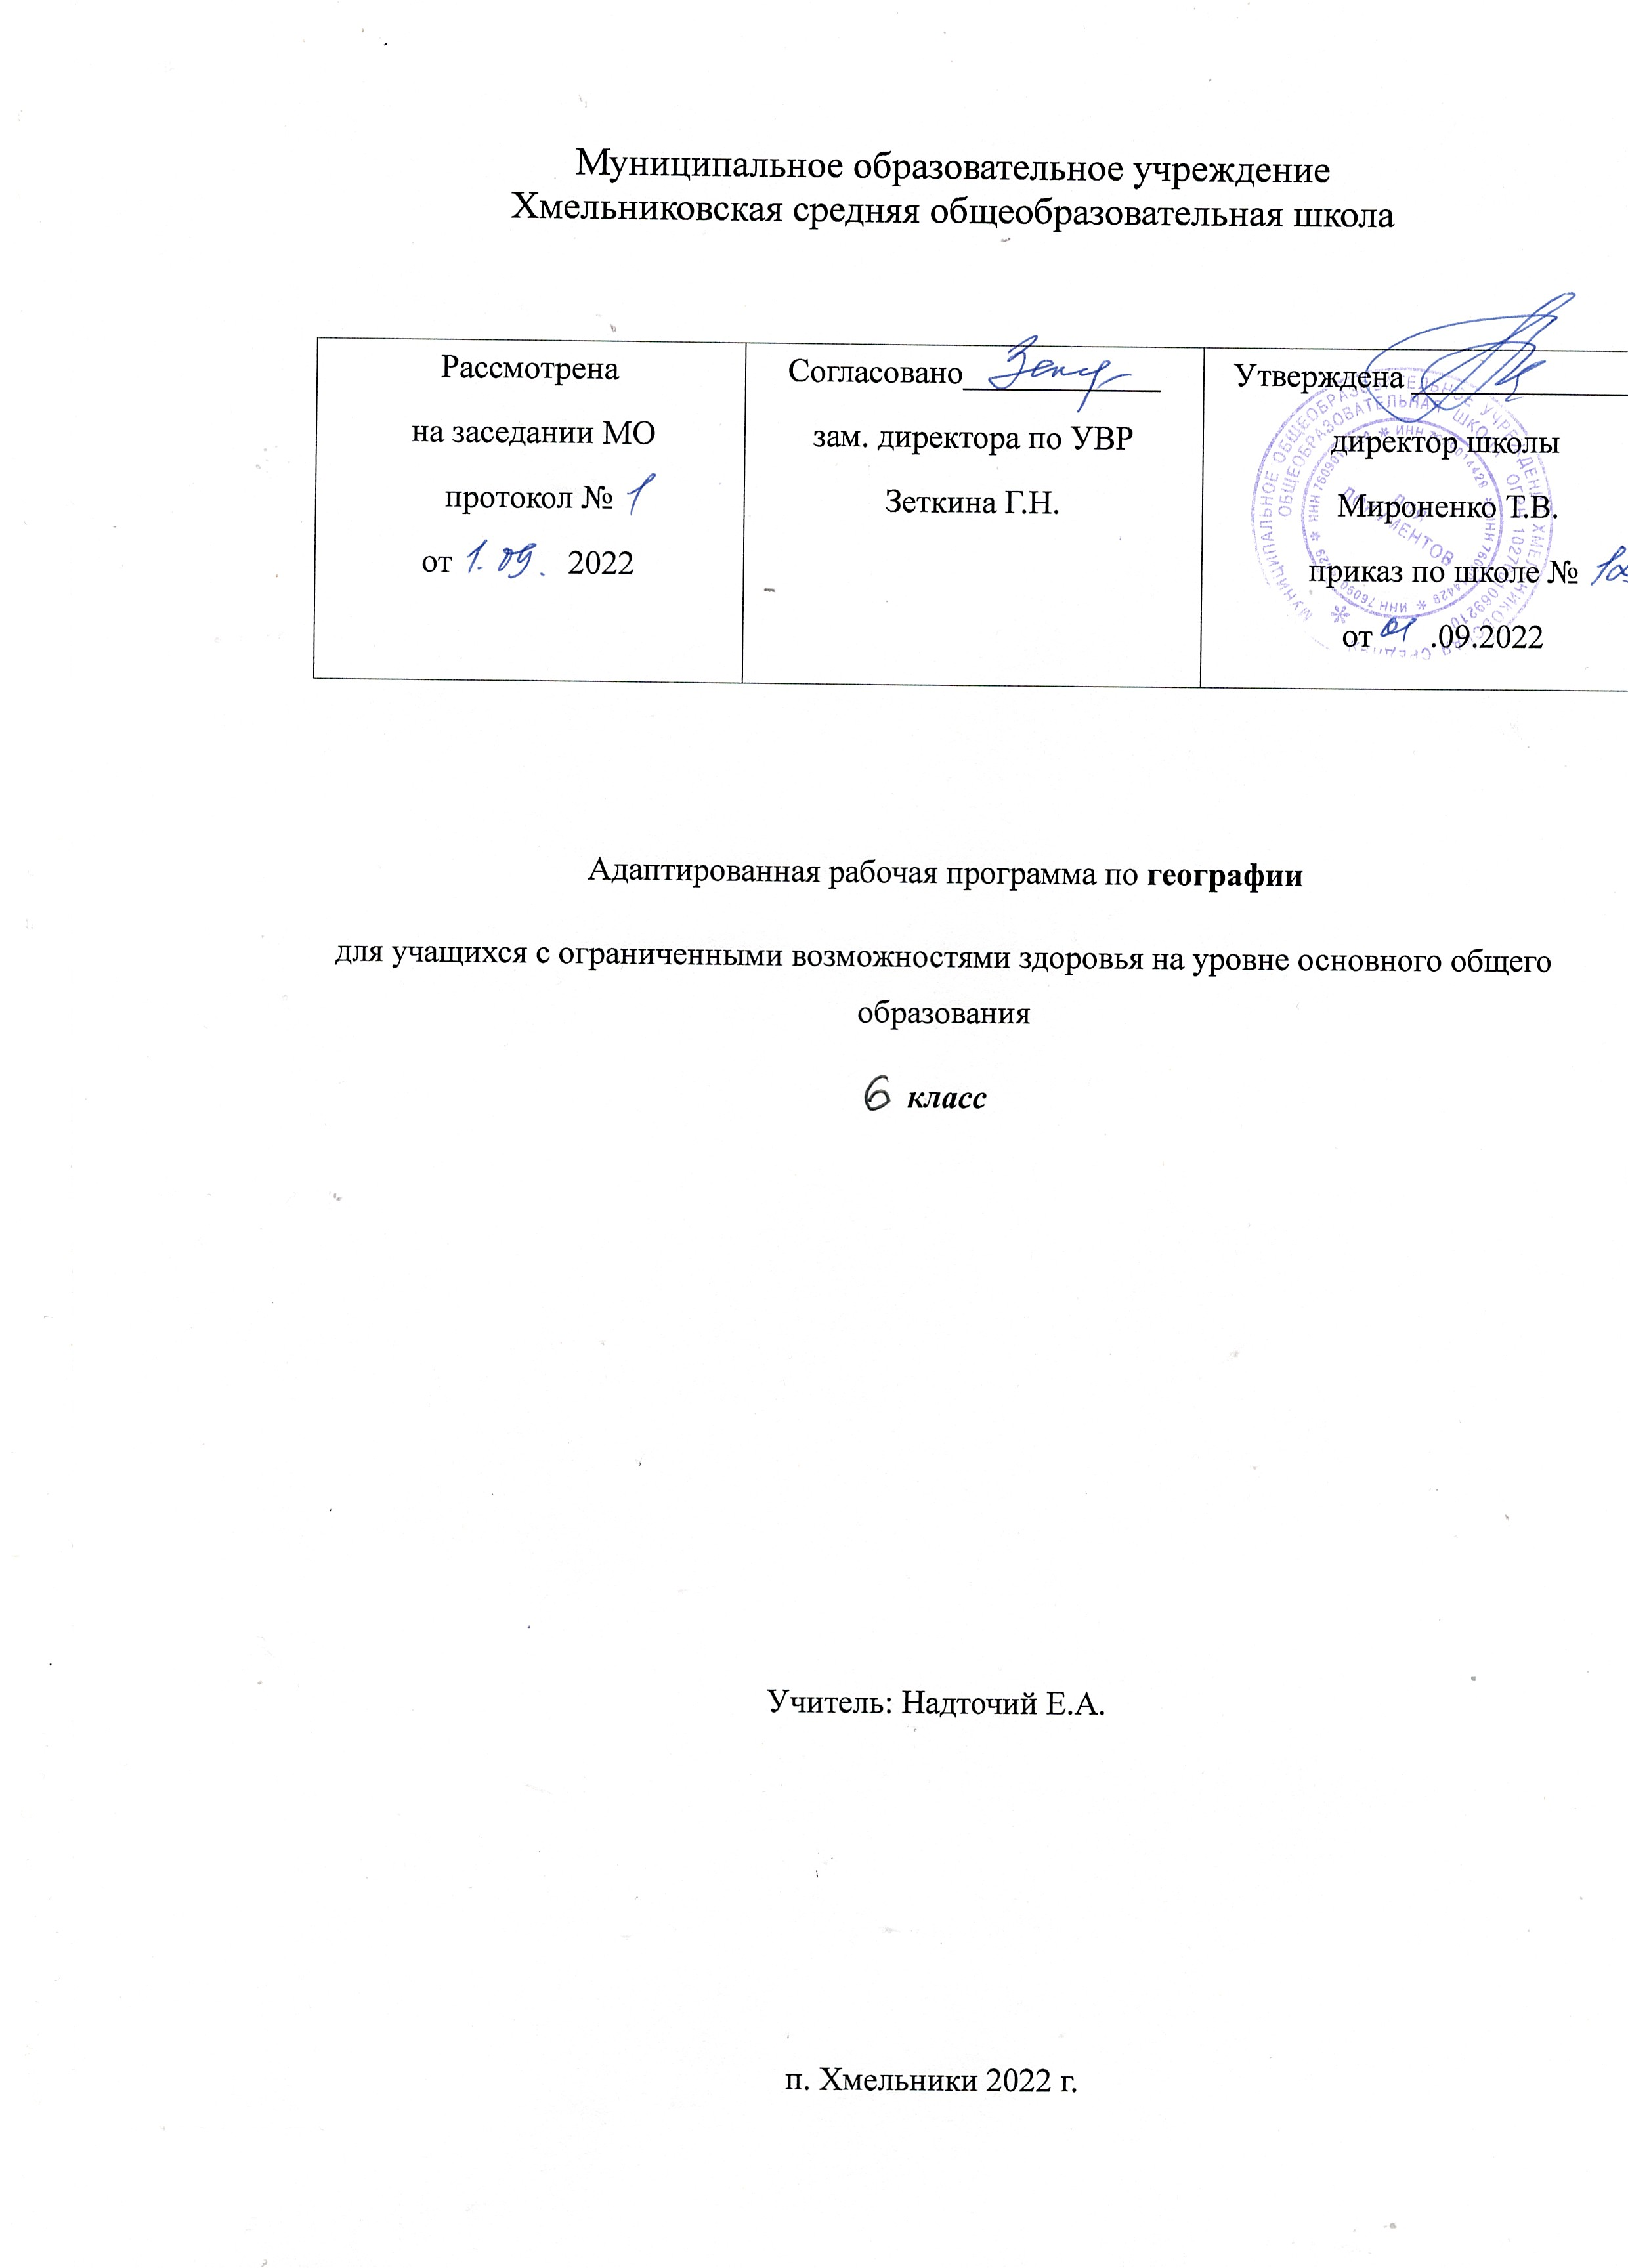 Муниципальное образовательное учреждение
Хмельниковская средняя общеобразовательная школа
Рассмотрена
на заседании МО
протокол № 1
от 1.09. 2022
Согласовано
зам. директора по УВР
Зеткина Г.Н.
Утверждена
директор школы
Мироненко Т.В.
приказ по школе №
от 01 .09.2022
ДЛЯ
ДОКУМЕНТОВ
Адаптированная рабочая программа по географии
для учащихся с ограниченными возможностями здоровья на уровне основного общего
образования
6 класс
Учитель: Надточий Е.А.
п. Хмельники 2022 г.